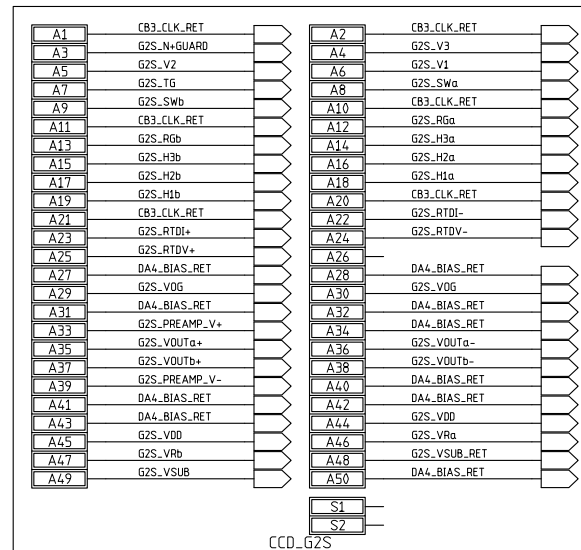 A1 CB3_CLK_RET A2 CB3_CLK_RET
A3 G2S_N+GUARD A4 G2S_V3
A5 G2S_V2 A6 G2S_V1
A7 G2S_TG A8 G2S_SWa
A9 G2S_SWb A10 CB3_CLK_RET
A11 CB3_CLK_RET A12 G2S_RGa
A13 G2S_RGb A14 G2S_H3a
A15 G2S_H3b A16 G2S_H2a
A17 G2S_H2b A18 G2S_H1a
A19 G2S_H1b A20 CB3_CLK_RET
A21 CB3_CLK_RET A22 G2S_RTDI-
A23 G2S_RTDI+ A24 G2S_RTDV-
A25 G2S_RTDV+ A26
A27 DA4_BIAS_RET A28 DA4_BIAS_RET
A29 G2S_VOG A30 G2S_VOG
A31 DA4_BIAS_RET A32 DA4_BIAS_RET
A33 G2S_PREAMP_V+ A34 DA4_BIAS_RET
A35 G2S_VOUTa+ A36 G2S_VOUTa-
A37 G2S_VOUTb+ A38 G2S_VOUTb-
A39 G2S_PREAMP_V- A40 DA4_BIAS_RET
A41 DA4_BIAS_RET A42 DA4_BIAS_RET
A43 DA4_BIAS_RET A44 G2S_VDD
A45 G2S_VDD A46 G2S_VRa
A47 G2S_VRb A48 G2S_VSUB_RET
A49 G2S_VSUB A50 DA4_BIAS_RET
S1
S2
CCD_G2S